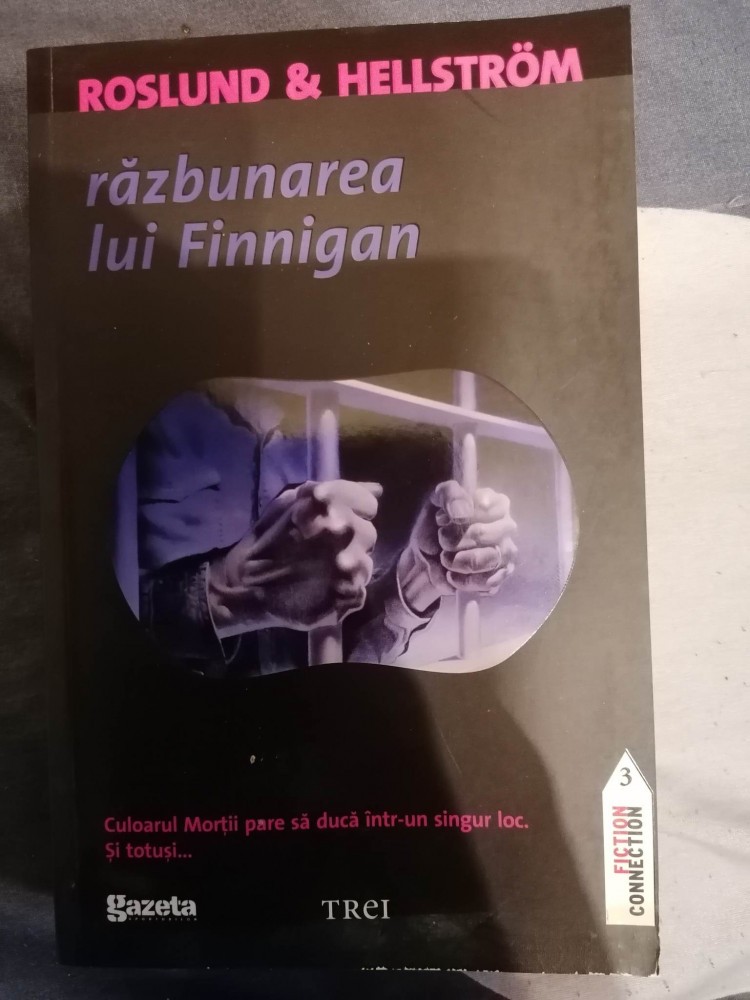 ROSLUND & HELLSTRÖM
răzbunarea
lui Finnigan
Culoarul Morții pare să ducă într-un singur loc.
Și totuși...
3
FICTION
CONNECTION
gazeta
SPORTURILOR
TREI